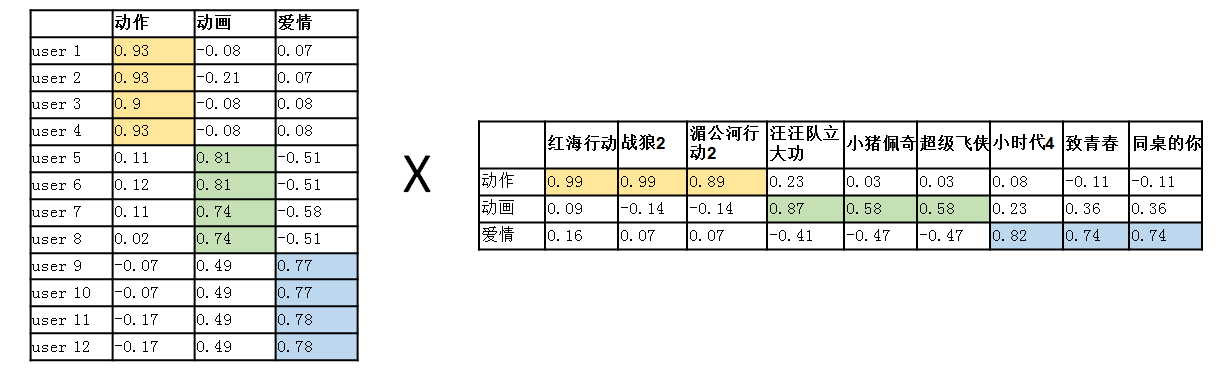 动作 动画 爱情
user 1 0.93 -0.08 0.07
user 2 0.93 -0.21 0.07
user 3 0.9 -0.08 0.08
user 4 0.93 -0.08 0.08
user 5 0.11 0.81 -0.51
user 6 0.12 0.81 -0.51
user 7 0.11 0.74 -0.58
user 8 0.02 0.74 -0.51
user 9 -0.07 0.49 0.77
user 10 -0.07 0.49 0.77
user 11 -0.17 0.49 0.78
user 12 -0.17 0.49 0.78
X
红海行动 战狼2 湄公河行动2 汪汪队立大功 小猪佩奇 超级飞侠 小时代4 致青春 同桌的你
动作 0.99 0.99 0.89 0.23 0.03 0.03 0.08 -0.11 -0.11
动画 0.09 -0.14 -0.14 0.87 0.58 0.58 0.23 0.36 0.36
爱情 0.16 0.07 0.07 -0.41 -0.47 -0.47 0.82 0.74 0.74